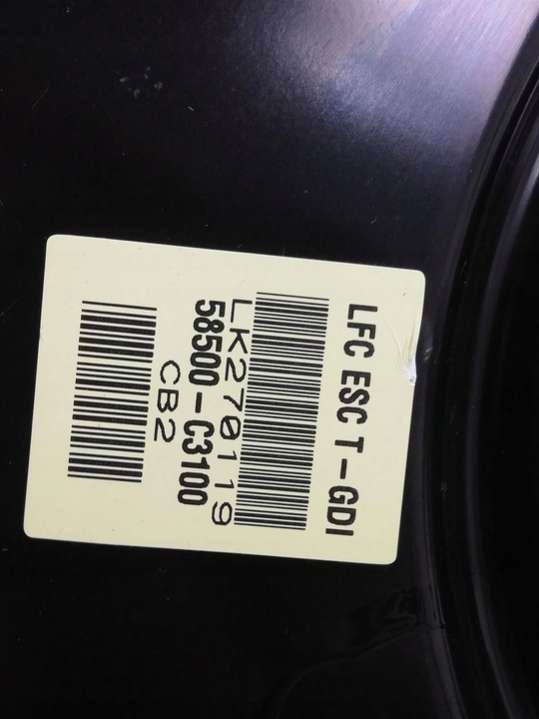 LFC ESC T-GDI
LK270119
58500-C3100
CB2